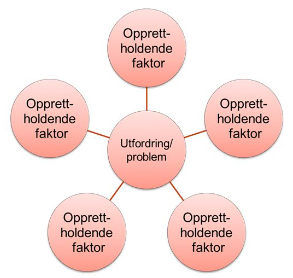 Opprett-
holdende
faktor
Opprett-
holdende
faktor
Opprett-
holdende
faktor
Utfordring/
problem
Opprett-
holdende
faktor
Opprett-
holdende
faktor